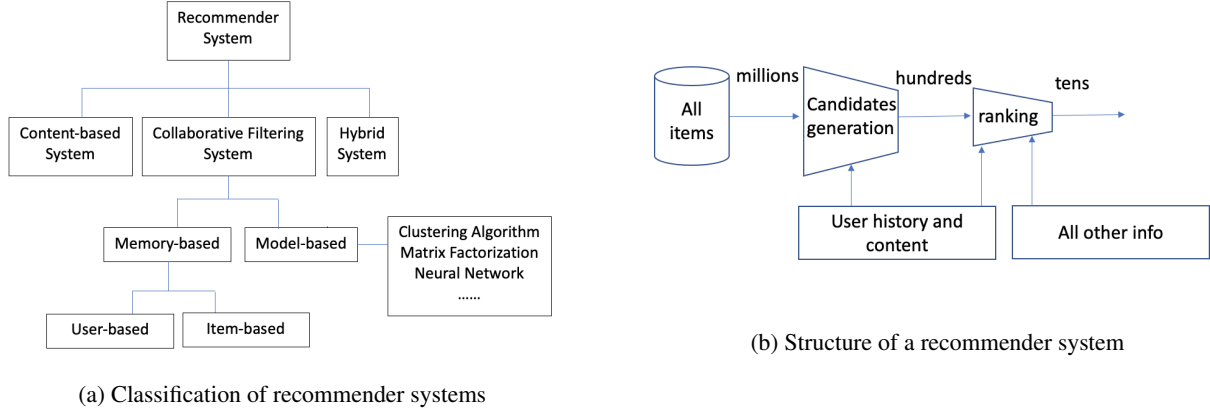 Recommender
System
Content-based
System
Collaborative Filtering
System
Hybrid
System
Memory-based
Model-based
Clustering Algorithm
Matrix Factorization
Neural Network
......
User-based
Item-based
(a) Classification of recommender systems
All
items
millions
Candidates
generation
hundreds
ranking
tens
User history and
content
All other info
(b) Structure of a recommender system